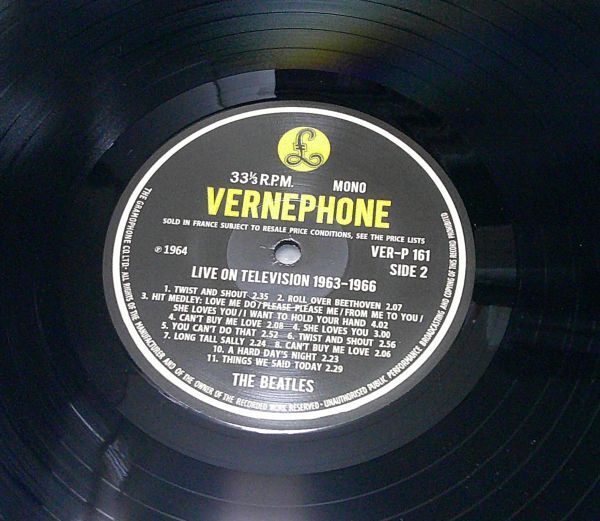 £
33⅓ R.P.M. MONO
VERNEPHONE
SOLD IN FRANCE SUBJECT TO RESALE PRICE CONDITIONS, SEE THE PRICE LISTS
℗ 1964 VER-P 161
SIDE 2
LIVE ON TELEVISION 1963-1966
1. TWIST AND SHOUT 2.35 2. ROLL OVER BEETHOVEN 2.07
3. HIT MEDLEY: LOVE ME DO/PLEASE PLEASE ME/FROM ME TO YOU/
SHE LOVES YOU/I WANT TO HOLD YOUR HAND 4.02
4. CAN'T BUY ME LOVE 2.08 4. SHE LOVES YOU 3.00
5. YOU CAN'T DO THAT 2.52 6. TWIST AND SHOUT 2.56
7. LONG TALL SALLY 2.24 8. CAN'T BUY ME LOVE 2.06
10. A HARD DAY'S NIGHT 2.23
11. THINGS WE SAID TODAY 2.29
THE BEATLES
THE GRAMOPHONE CO LTD· ALL RIGHTS OF THE MANUFACTURER AND OF THE OWNER OF THE RECORDED WORK RESERVED - UNAUTHORISED PUBLIC PERFORMANCE BROADCASTING AND COPYING OF THIS RECORD PROHIBITED